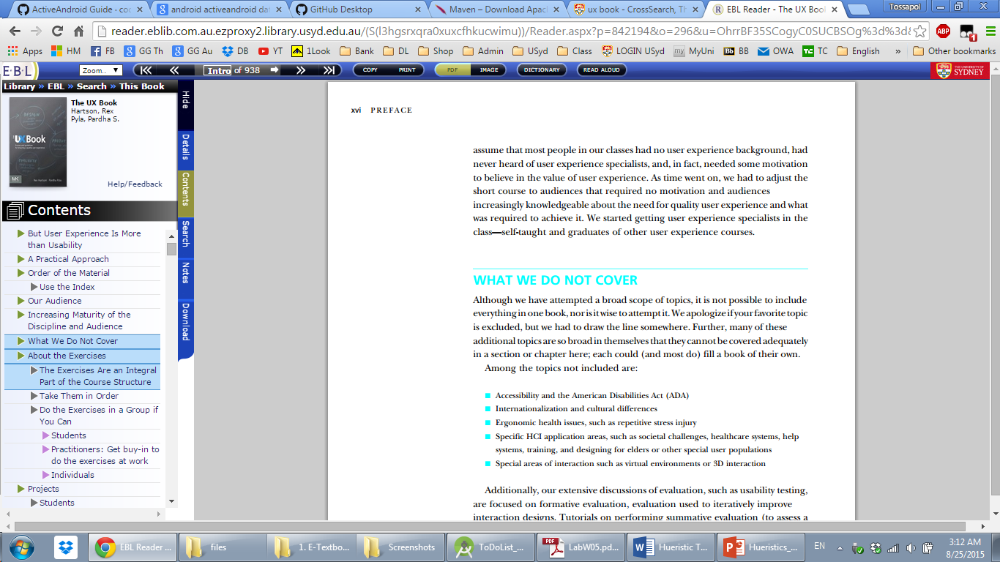 ActiveAndroid Guide · coc
android activeandroid dat
GitHub Desktop
Maven – Download Apac
ux book - CrossSearch, Th
EBL Reader - The UX Boo
Tossapol
reader.eblib.com.au.ezproxy2.library.usyd.edu.au/(S(l3hgsrxqra0xuxcfhkucwimu))/Reader.aspx?p=842194&o=296&u=OhrrBF35SCogyC0SUCBSOg%3d%3d&
ABP
1
Apps HM FB GG Th GG Au DB YT 1Look Bank DL Shop Admin USyd Class LOGIN USyd my MyUni Bb BB OWA TC TC English » Other bookmarks
E·B·L Zoom.. Intro of 938 COPY PRINT PDF IMAGE DICTIONARY READ ALOUD THE UNIVERSITY OF SYDNEY
Library » EBL » Search » This Book
The UX Book
Hartson, Rex
Pyla, Pardha S.
UX Book
MK
Help/Feedback
Contents
But User Experience Is More
than Usability
A Practical Approach
Order of the Material
Use the Index
Our Audience
Increasing Maturity of the
Discipline and Audience
What We Do Not Cover
About the Exercises
The Exercises Are an Integral
Part of the Course Structure
Take Them in Order
Do the Exercises in a Group if
You Can
Students
Practitioners: Get buy-in to
do the exercises at work
Individuals
Projects
Students
Hide
Details
Contents
Search
Notes
Download
xvi PREFACE
assume that most people in our classes had no user experience background, had
never heard of user experience specialists, and, in fact, needed some motivation
to believe in the value of user experience. As time went on, we had to adjust the
short course to audiences that required no motivation and audiences
increasingly knowledgeable about the need for quality user experience and what
was required to achieve it. We started getting user experience specialists in the
class—self-taught and graduates of other user experience courses.
WHAT WE DO NOT COVER
Although we have attempted a broad scope of topics, it is not possible to include
everything in one book, nor is it wise to attempt it. We apologize if your favorite topic
is excluded, but we had to draw the line somewhere. Further, many of these
additional topics are so broad in themselves that they cannot be covered adequately
in a section or chapter here; each could (and most do) fill a book of their own.
Among the topics not included are:
Accessibility and the American Disabilities Act (ADA)
Internationalization and cultural differences
Ergonomic health issues, such as repetitive stress injury
Specific HCI application areas, such as societal challenges, healthcare systems, help
systems, training, and designing for elders or other special user populations
Special areas of interaction such as virtual environments or 3D interaction
Additionally, our extensive discussions of evaluation, such as usability testing,
are focused on formative evaluation, evaluation used to iteratively improve
interaction designs. Tutorials on performing summative evaluation (to assess a
EBL Reader ...
files
1. E-Textbo...
Screenshots
ToDoList_...
LabW05.pd...
Hueristic T...
Hueristics_...
EN
3:12 AM
8/25/2015